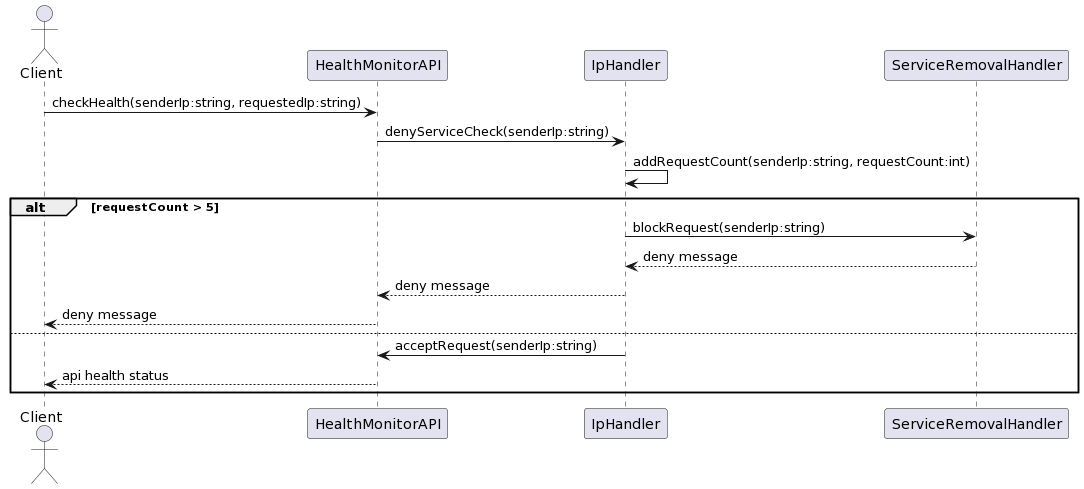 Client
HealthMonitorAPI
IpHandler
ServiceRemovalHandler
checkHealth(senderIp:string, requestedIp:string)
denyServiceCheck(senderIp:string)
addRequestCount(senderIp:string, requestCount:int)
alt
[requestCount > 5]
blockRequest(senderIp:string)
deny message
deny message
deny message
acceptRequest(senderIp:string)
api health status
Client
HealthMonitorAPI
IpHandler
ServiceRemovalHandler